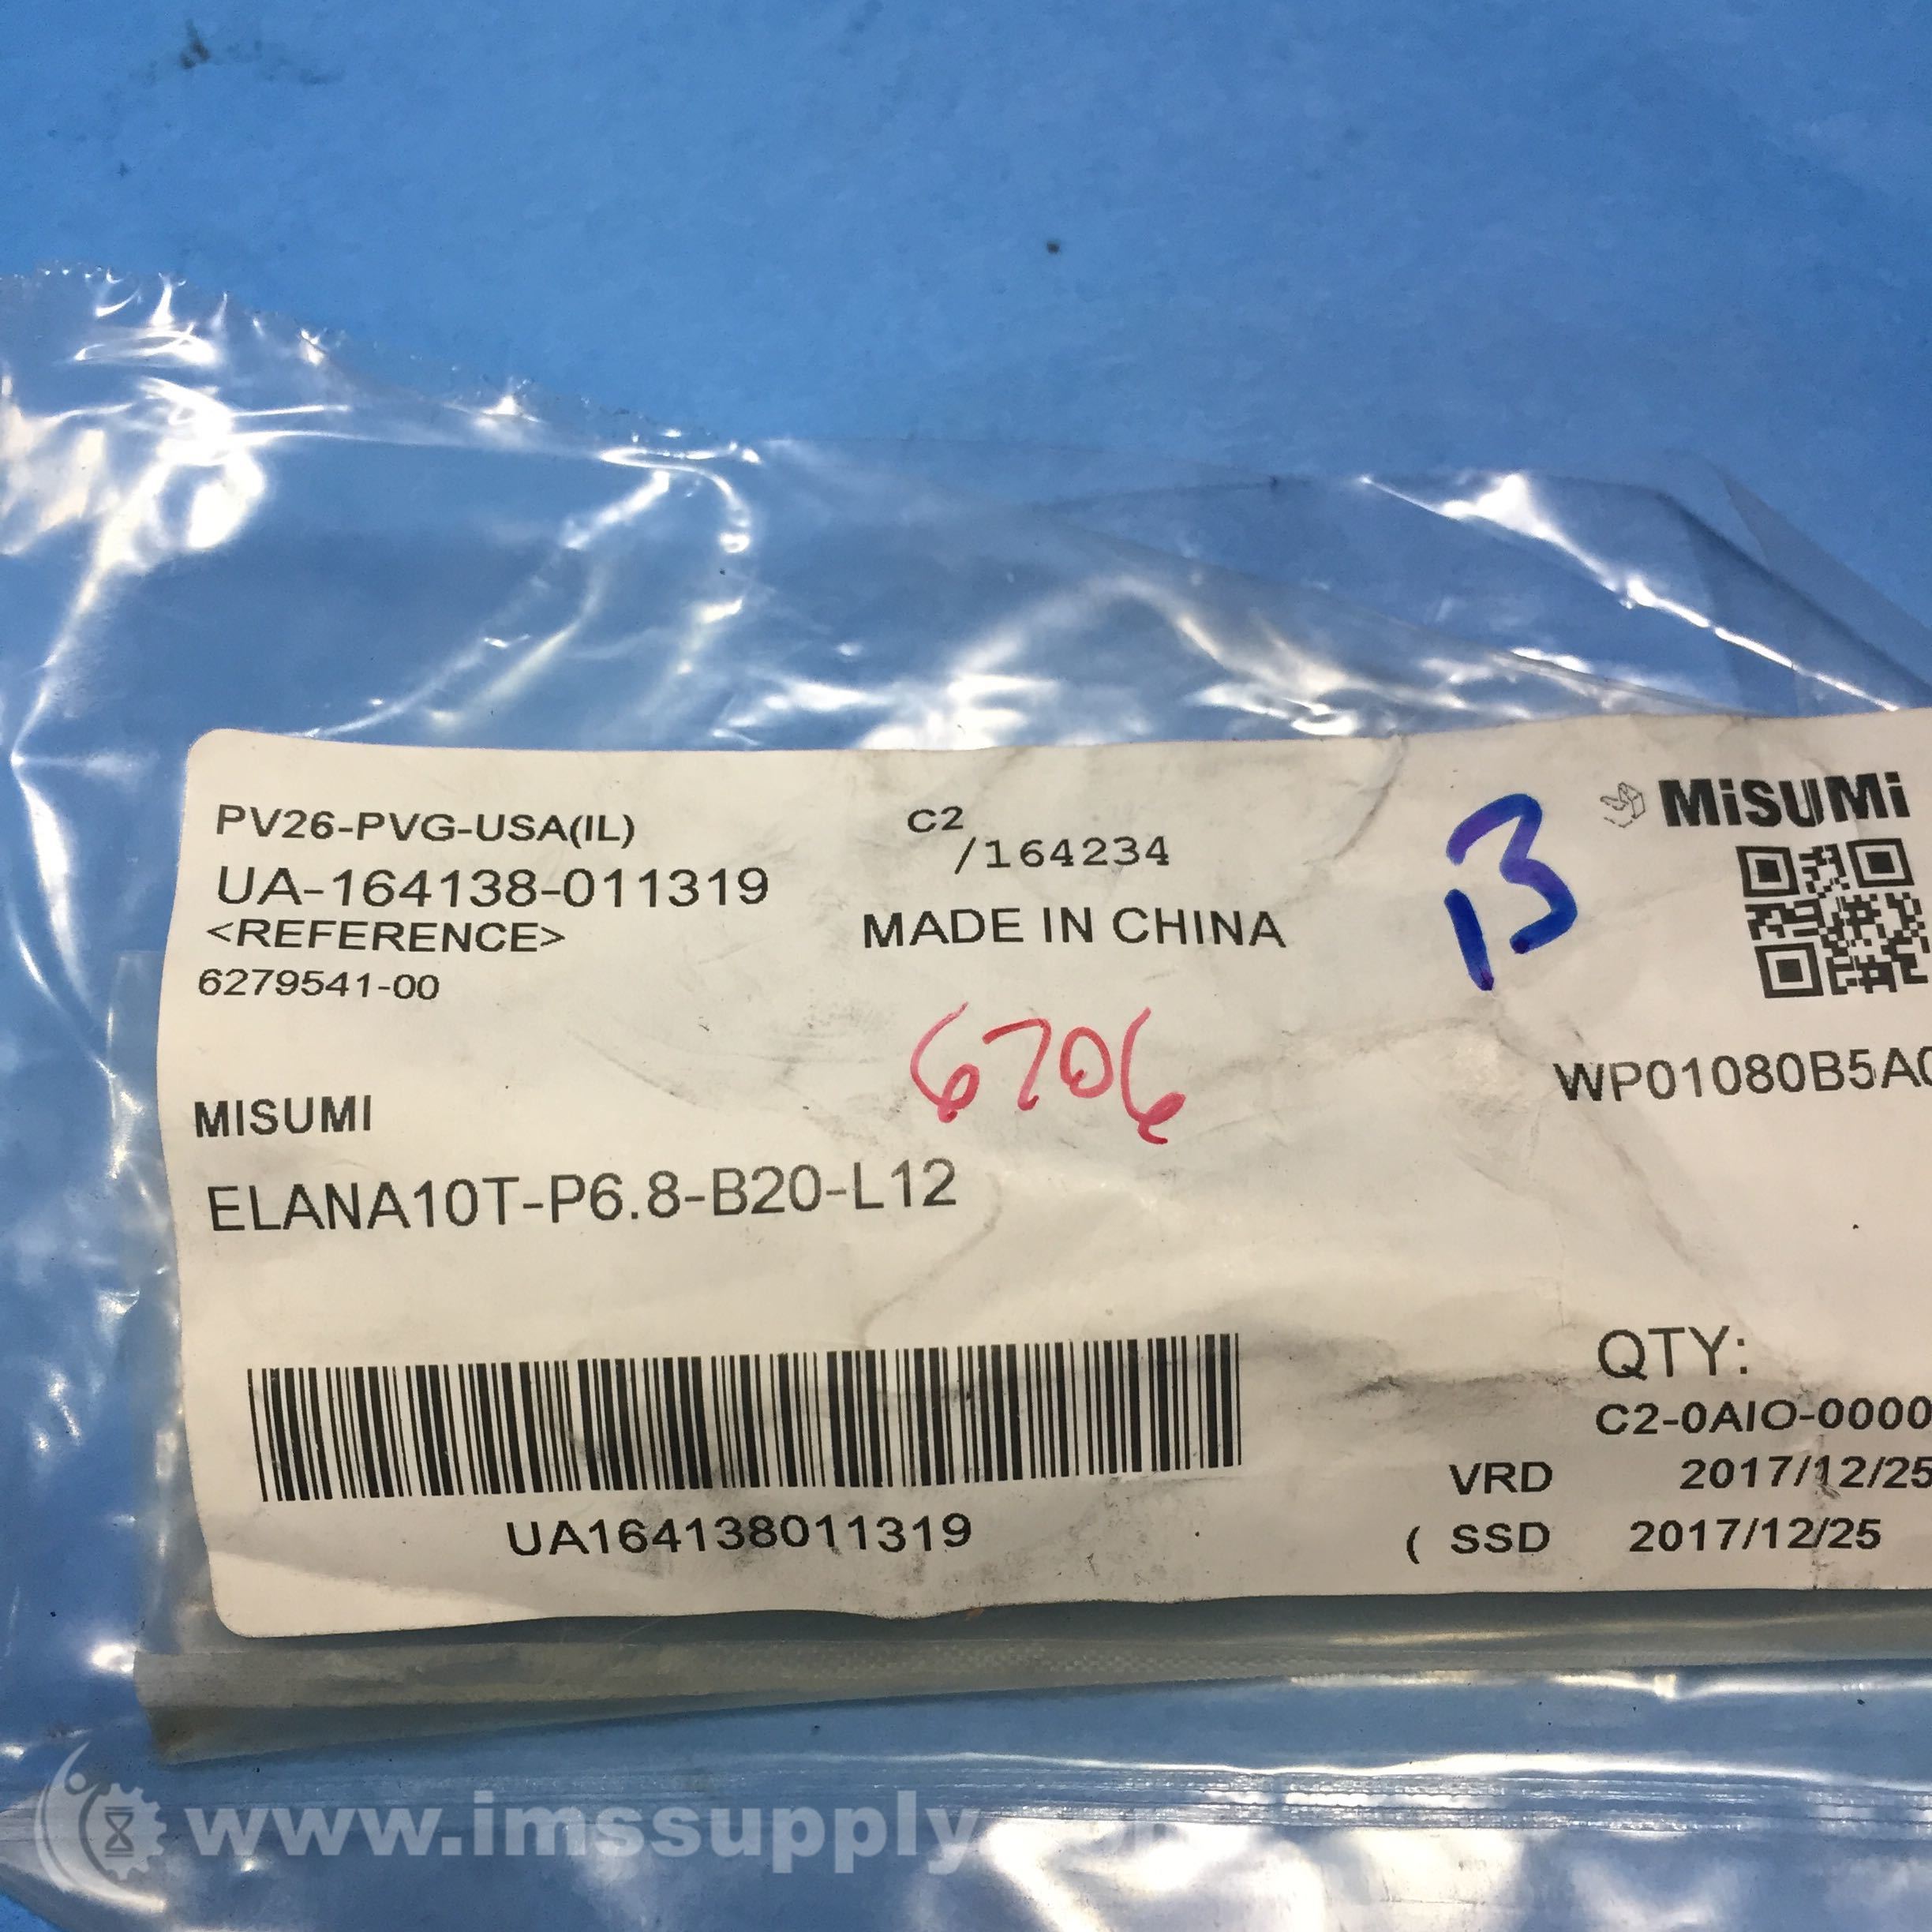 PV26-PVG-USA(IL)
C2
/164234
MiSUMi
UA-164138-011319
<REFERENCE>
MADE IN CHINA
B
6279541-00
6706
WP01080B5A0
MISUMI
ELANA10T-P6.8-B20-L12
QTY:
C2-0AIO-0000
VRD 2017/12/25
UA164138011319
( SSD 2017/12/25
www.imssupply